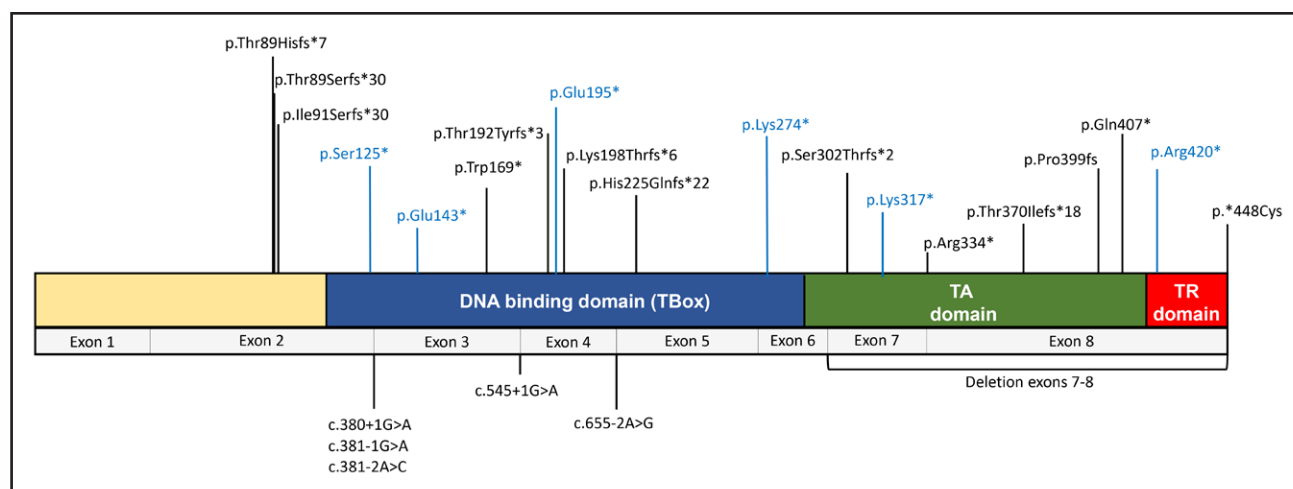 p.Thr89Hisfs*7
p.Thr89Serfs*30
p.Ile91Serfs*30
p.Ser125*
p.Glu143*
p.Trp169*
p.Thr192Tyrfs*3
p.Glu195*
p.Lys198Thrfs*6
p.His225Glnfs*22
p.Lys274*
p.Ser302Thrfs*2
p.Lys317*
p.Arg334*
p.Thr370Ilefs*18
p.Pro399fs
p.Gln407*
p.Arg420*
p.*448Cys
DNA binding domain (TBox)
TA
domain
TR
domain
Exon 1
Exon 2
Exon 3
Exon 4
Exon 5
Exon 6
Exon 7
Exon 8
c.380+1G>A
c.381-1G>A
c.381-2A>C
c.545+1G>A
c.655-2A>G
Deletion exons 7-8